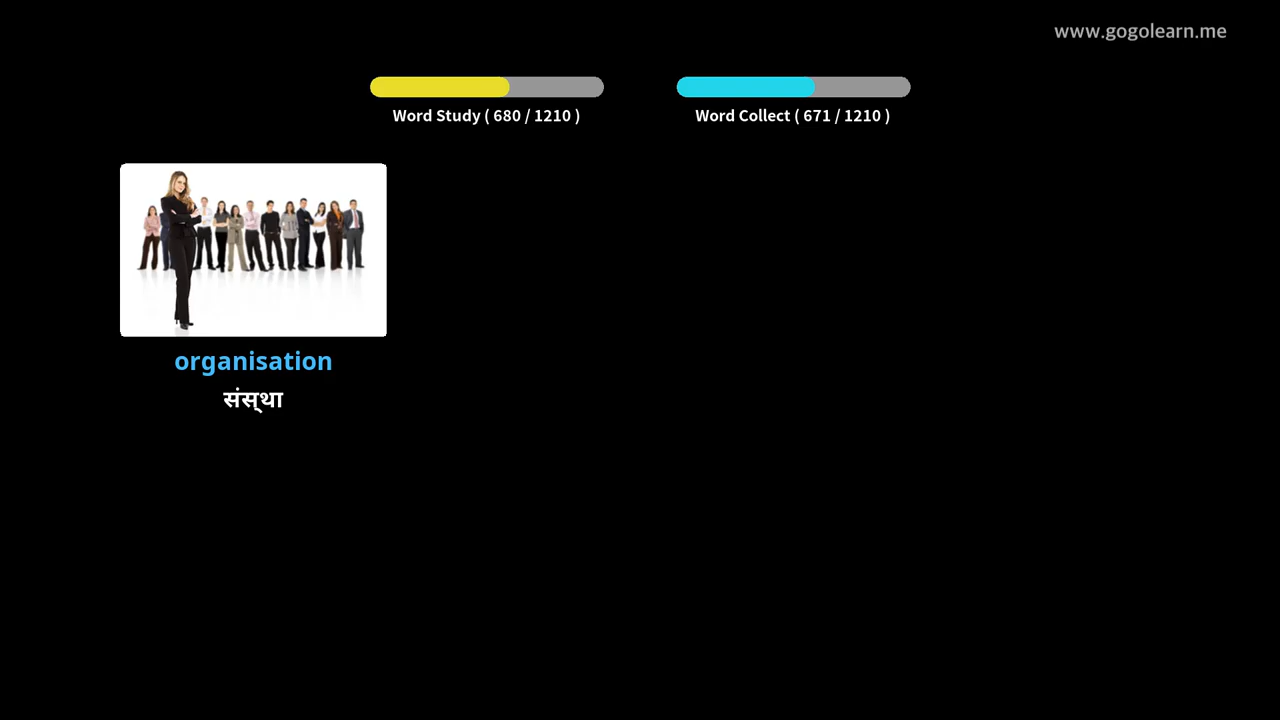 www.gogolearn.me
Word Study ( 680 / 1210 )
Word Collect ( 671 / 1210 )
organisation
संस्था